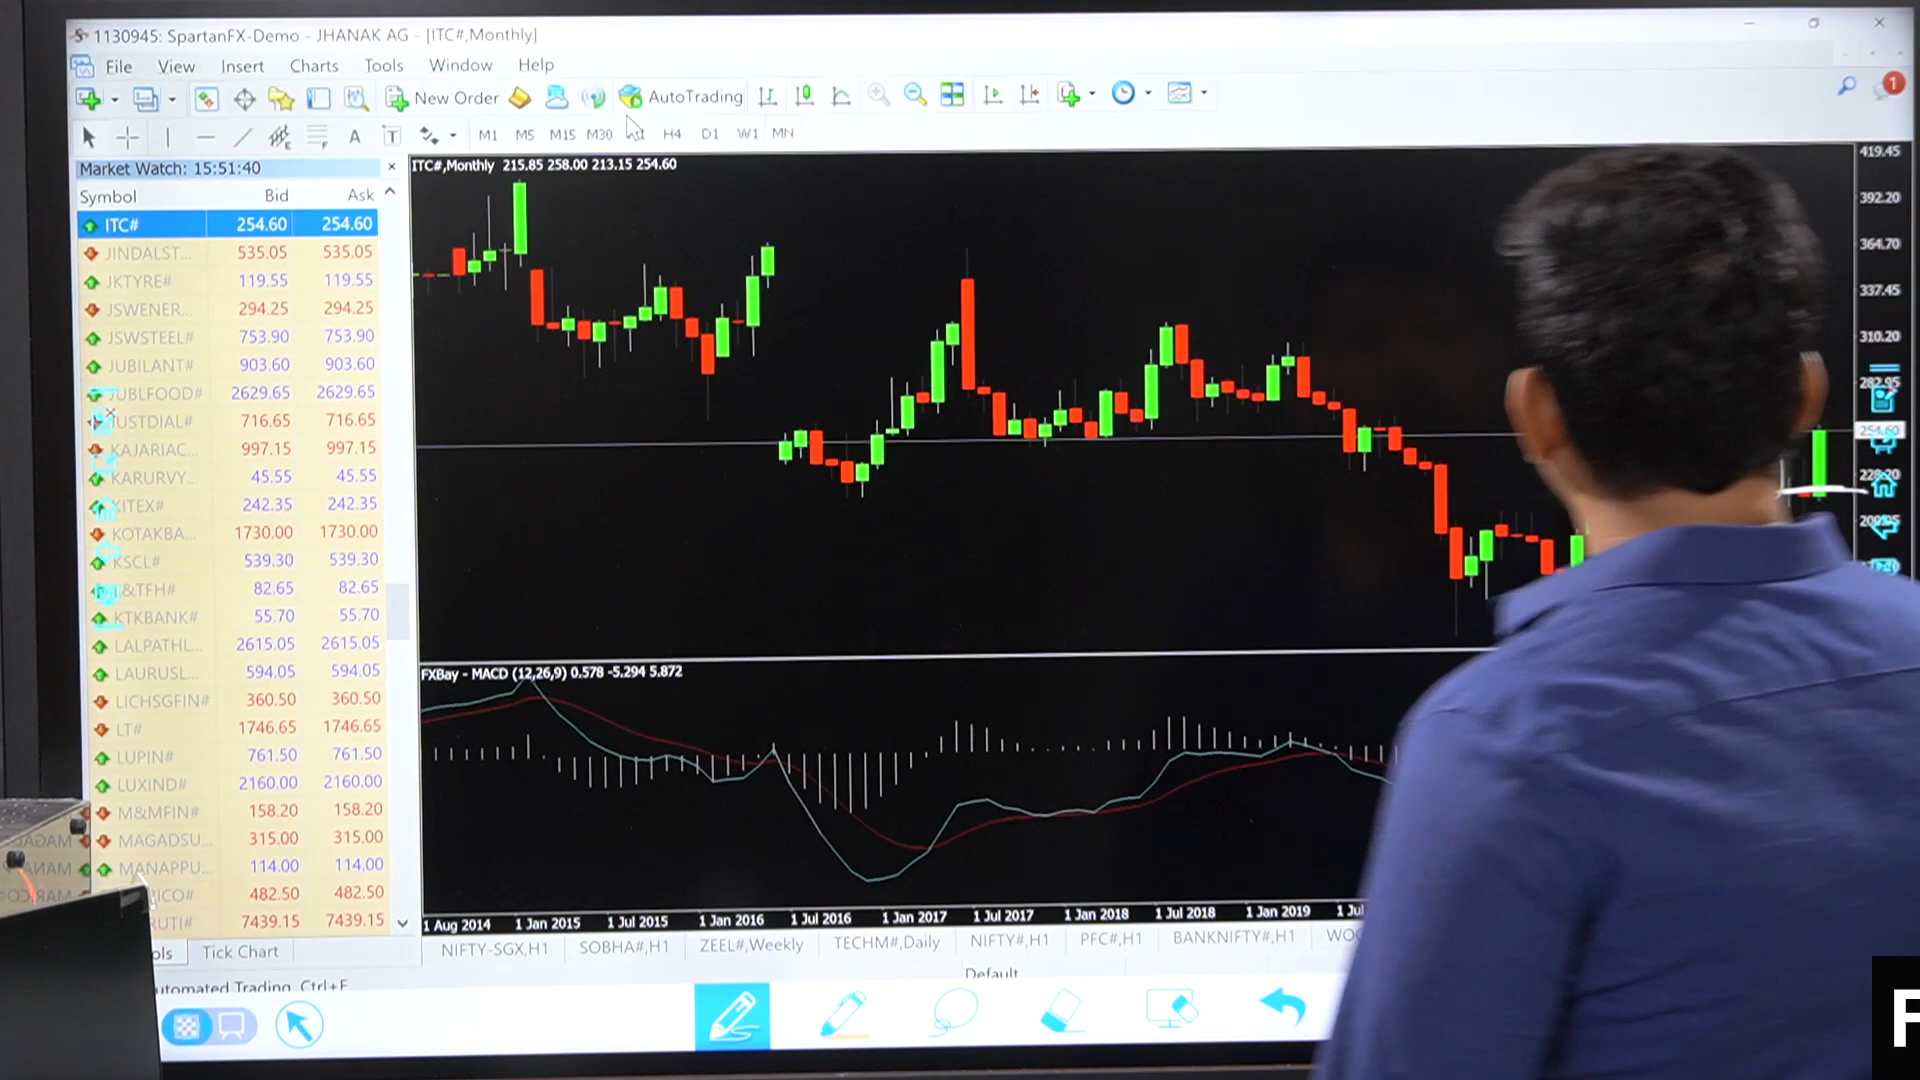 1130945: SpartanFX-Demo - JHANAK AG - [ITC#,Monthly]
File View Insert Charts Tools Window Help
New Order AutoTrading
1
A T M1 M5 M15 M30 H4 D1 W1 MN
Market Watch: 15:51:40
Symbol Bid Ask
ITC# 254.60 254.60
JINDALST... 535.05 535.05
JKTYRE# 119.55 119.55
JSWENER... 294.25 294.25
JSWSTEEL# 753.90 753.90
JUBILANT# 903.60 903.60
JUBLFOOD# 2629.65 2629.65
JUSTDIAL# 716.65 716.65
KAJARIAC... 997.15 997.15
KARURVY... 45.55 45.55
KITEX# 242.35 242.35
KOTAKBA... 1730.00 1730.00
KSCL# 539.30 539.30
L&TFH# 82.65 82.65
KTKBANK# 55.70 55.70
LALPATHL... 2615.05 2615.05
LAURUSL... 594.05 594.05
LICHSGFIN# 360.50 360.50
LT# 1746.65 1746.65
LUPIN# 761.50 761.50
LUXIND# 2160.00 2160.00
M&MFIN# 158.20 158.20
MAGADSU... 315.00 315.00
MANAPPU... 114.00 114.00
RICO# 482.50 482.50
RUTI# 7439.15 7439.15
ols Tick Chart
utomated Trading, Ctrl+E
ITC#,Monthly 215.85 258.00 213.15 254.60
419.45
392.20
364.70
337.45
310.20
282.95
254.60
228.20
FXBay - MACD (12,26,9) 0.578 -5.294 5.872
1 Aug 2014 1 Jan 2015 1 Jul 2015 1 Jan 2016 1 Jul 2016 1 Jan 2017 1 Jul 2017 1 Jan 2018 1 Jul 2018 1 Jan 2019 1 Jul
NIFTY-SGX,H1 SOBHA#,H1 ZEEL#,Weekly TECHM#,Daily NIFTY#,H1 PFC#,H1 BANKNIFTY#,H1 WOC
Default
F